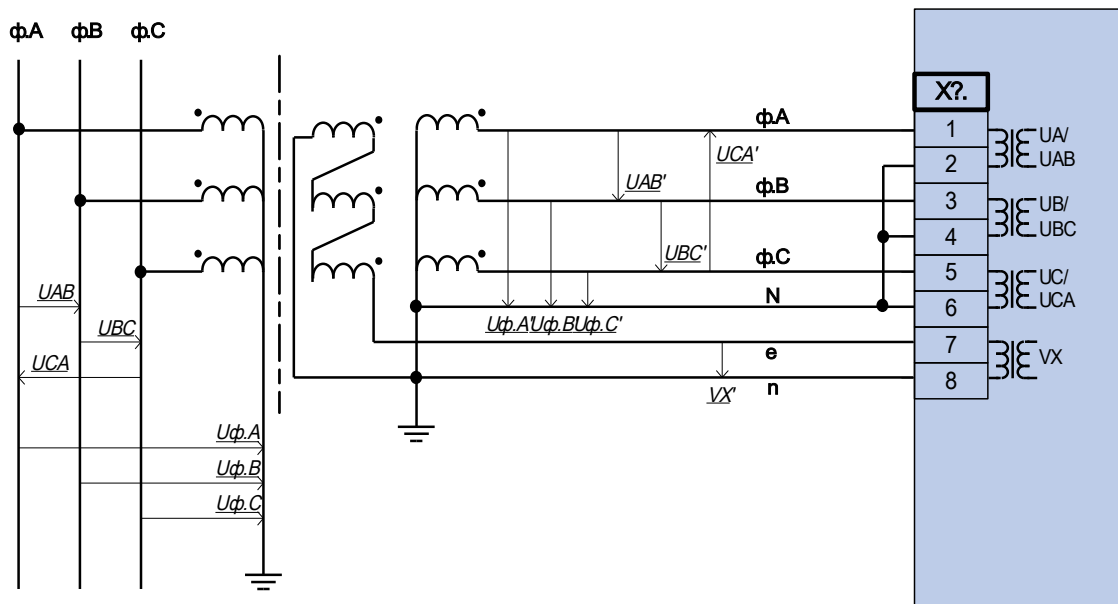 ф.А ф.В ф.С
X?.
ф.А
1
UA/
UAB
UCA'
2
UAB'
ф.В
3
UB/
UBC
4
UBC'
ф.С
5
UC/
UCA
UAB
N
6
Uф.A' Uф.B' Uф.C'
UBC
7
e
VX
UCA
8
VX'
n
Uф.A
Uф.B
Uф.C